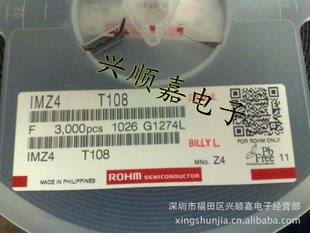 兴顺嘉电子
IMZ4 T108
F 3,000pcs 1026 G1274L
BILLY L.
FOR ROHM ONLY
IMZ4 T108
MNo. Z4
Pb
Free
11
MADE IN PHILIPPINES
ROHM SEMICONDUCTOR
深圳市福田区兴顺嘉电子经营部
xingshunjia.cn.1688.com